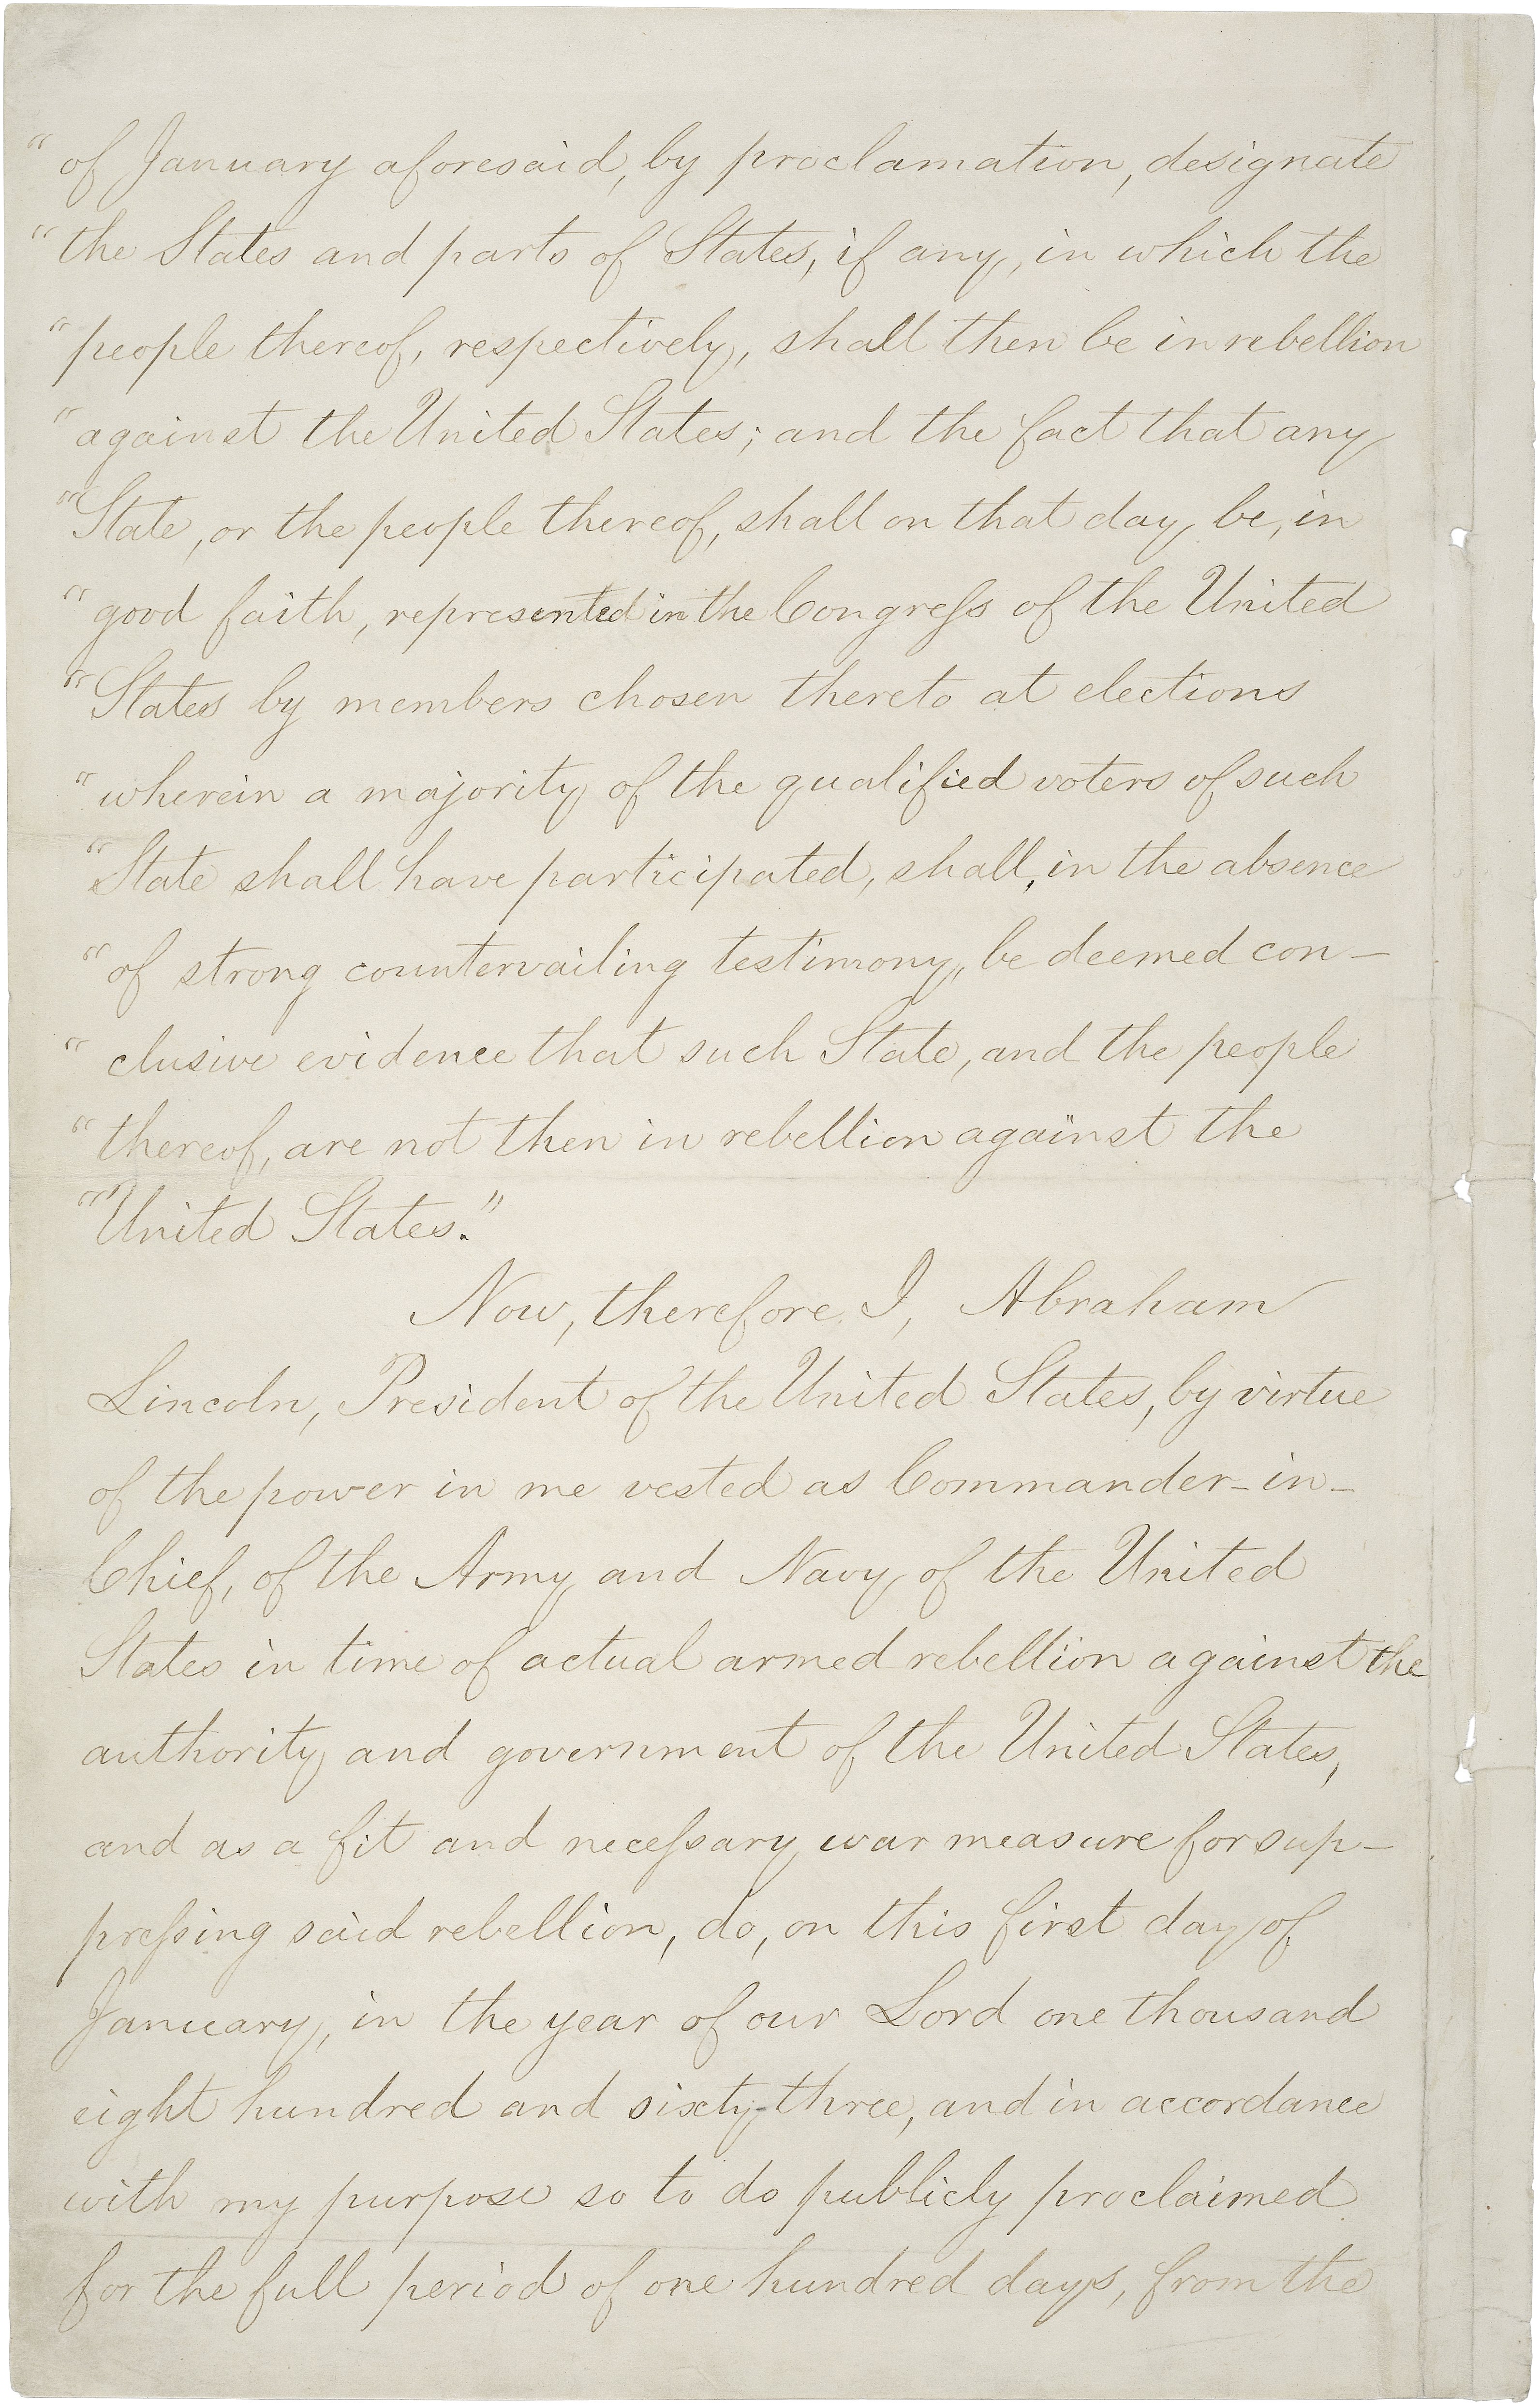 “ of January aforesaid, by proclamation, designate
“ the States and parts of States, if any, in which the
“ people thereof, respectively, shall then be in rebellion
“ against the United States; and the fact that any
“ State, or the people thereof, shall on that day be, in
“ good faith, represented in the Congreſs of the United
“ States by members chosen thereto at elections
“ wherein a majority of the qualified voters of such
“ State shall have participated, shall, in the absence
“ of strong countervailing testimony, be deemed con-
“ clusive evidence that such State, and the people
“ thereof, are not then in rebellion against the
“ United States.”
Now, therefore I, Abraham
Lincoln, President of the United States, by virtue
of the power in me vested as Commander-in-
Chief, of the Army and Navy of the United
States in time of actual armed rebellion against the
authority and government of the United States,
and as a fit and neceſsary war measure for sup-
preſsing said rebellion, do, on this first day of
January, in the year of our Lord one thousand
eight hundred and sixty-three, and in accordance
with my purpose so to do publicly proclaimed
for the full period of one hundred days, from the